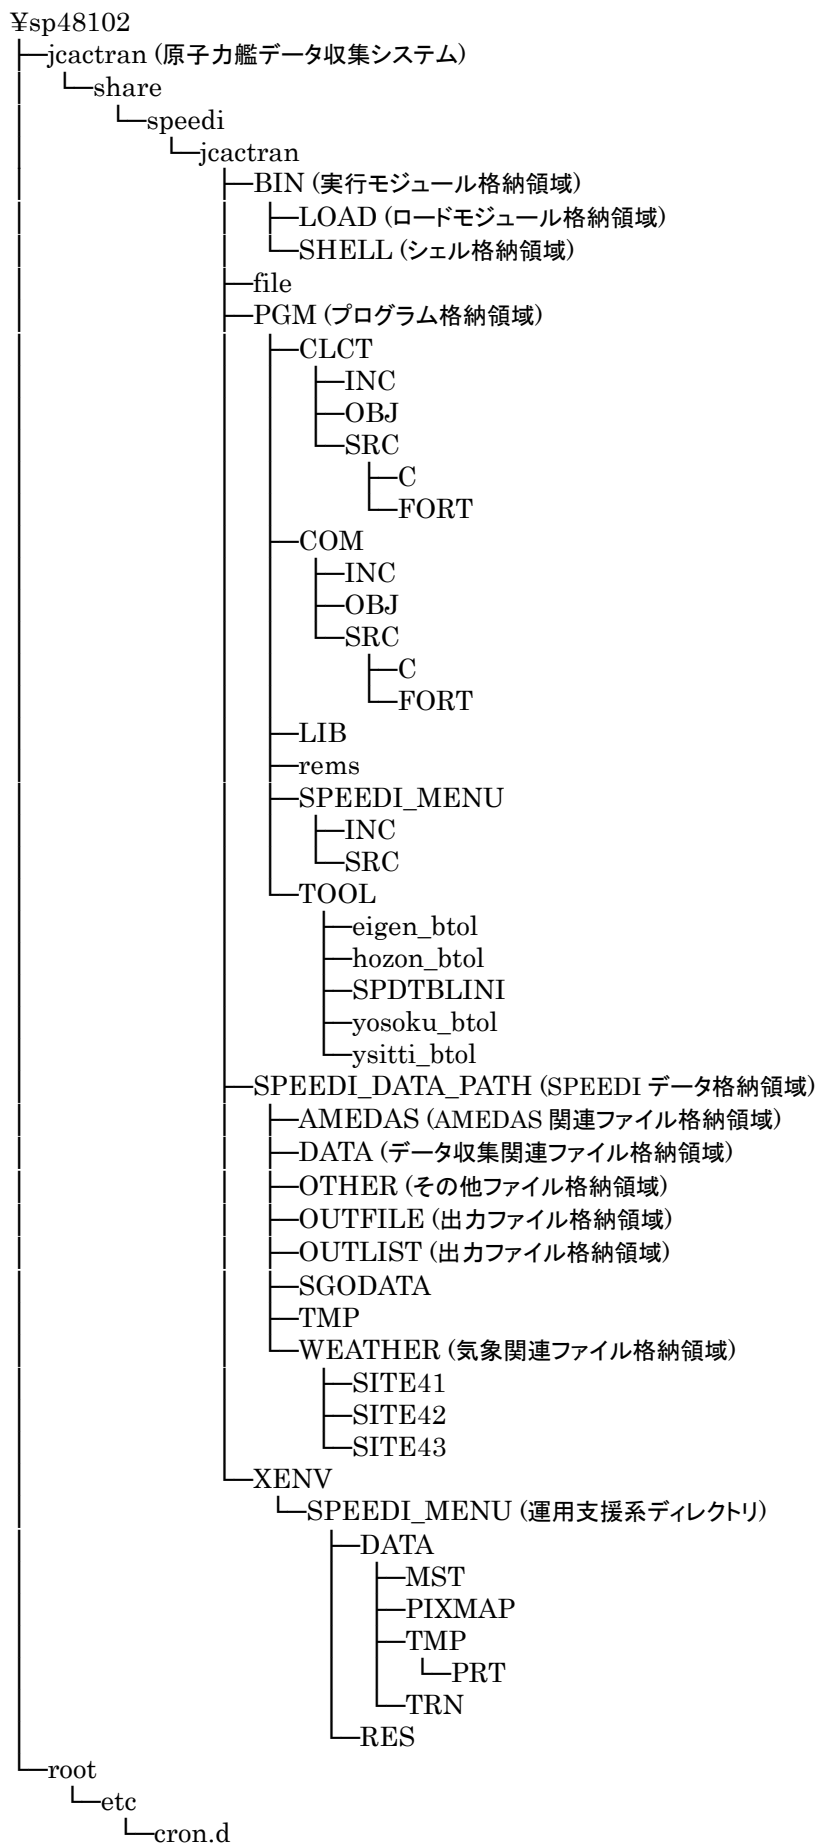 ¥sp48102
jcactran (原子力艦データ収集システム)
share
speedi
jcactran
BIN (実行モジュール格納領域)
LOAD (ロードモジュール格納領域)
SHELL (シェル格納領域)
file
PGM (プログラム格納領域)
CLCT
INC
OBJ
SRC
C
FORT
COM
INC
OBJ
SRC
C
FORT
LIB
rems
SPEEDI_MENU
INC
SRC
TOOL
eigen_btol
hozon_btol
SPDTBLINI
yosoku_btol
ysitti_btol
SPEEDI_DATA_PATH (SPEEDI データ格納領域)
AMEDAS (AMEDAS 関連ファイル格納領域)
DATA (データ収集関連ファイル格納領域)
OTHER (その他ファイル格納領域)
OUTFILE (出力ファイル格納領域)
OUTLIST (出力ファイル格納領域)
SGODATA
TMP
WEATHER (気象関連ファイル格納領域)
SITE41
SITE42
SITE43
XENV
SPEEDI_MENU (運用支援系ディレクトリ)
DATA
MST
PIXMAP
TMP
PRT
TRN
RES
root
etc
cron.d